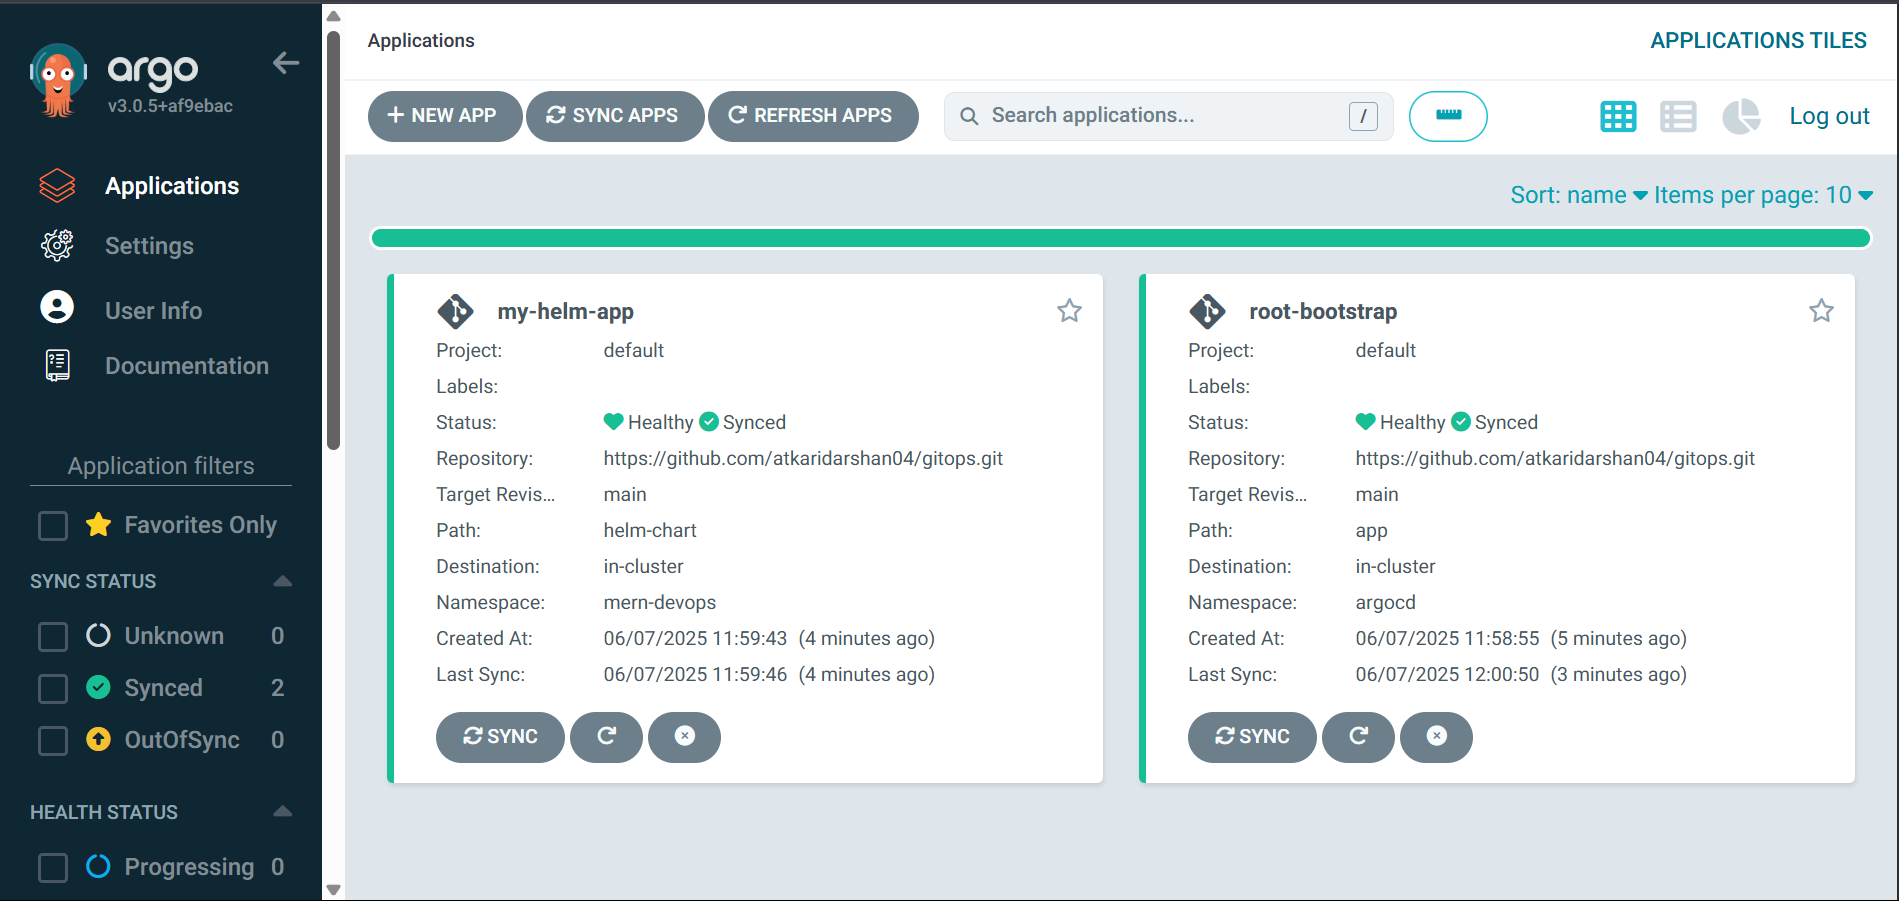 argo
v3.0.5+af9ebac
Applications
Settings
User Info
Documentation
Application filters
Favorites Only
SYNC STATUS
Unknown 0
Synced 2
OutOfSync 0
HEALTH STATUS
Progressing 0
Applications
APPLICATIONS TILES
NEW APP SYNC APPS REFRESH APPS Search applications... / Log out
Sort: name Items per page: 10
my-helm-app
Project: default
Labels:
Status: Healthy Synced
Repository: https://github.com/atkaridarshan04/gitops.git
Target Revis... main
Path: helm-chart
Destination: in-cluster
Namespace: mern-devops
Created At: 06/07/2025 11:59:43 (4 minutes ago)
Last Sync: 06/07/2025 11:59:46 (4 minutes ago)
SYNC
root-bootstrap
Project: default
Labels:
Status: Healthy Synced
Repository: https://github.com/atkaridarshan04/gitops.git
Target Revis... main
Path: app
Destination: in-cluster
Namespace: argocd
Created At: 06/07/2025 11:58:55 (5 minutes ago)
Last Sync: 06/07/2025 12:00:50 (3 minutes ago)
SYNC